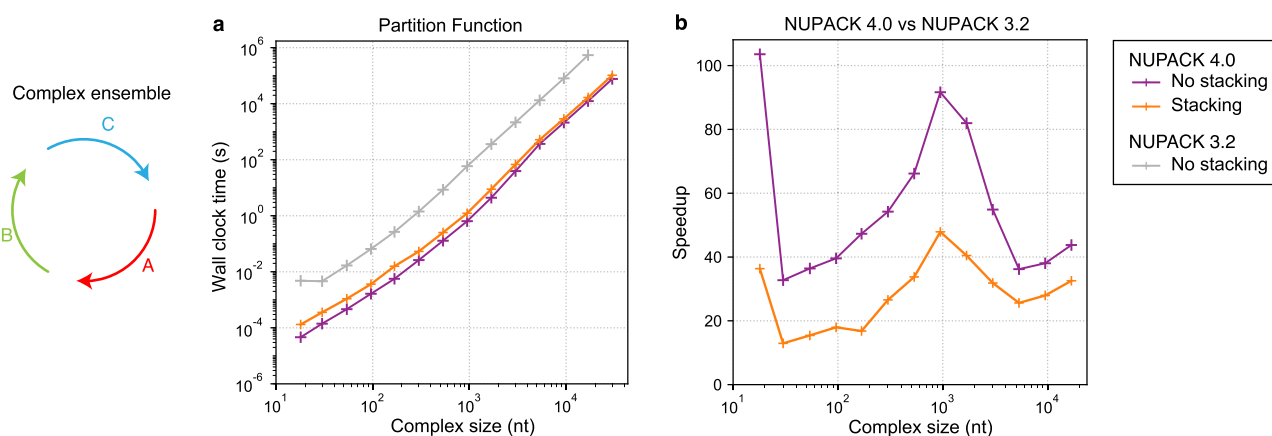 Complex ensemble
C
B
A
a
Partition Function
Wall clock time (s)
10^6
10^4
10^2
10^0
10^-2
10^-4
10^-6
10^1
10^2
10^3
10^4
Complex size (nt)
b
NUPACK 4.0 vs NUPACK 3.2
Speedup
100
80
60
40
20
0
10^1
10^2
10^3
10^4
Complex size (nt)
NUPACK 4.0
No stacking
Stacking
NUPACK 3.2
No stacking